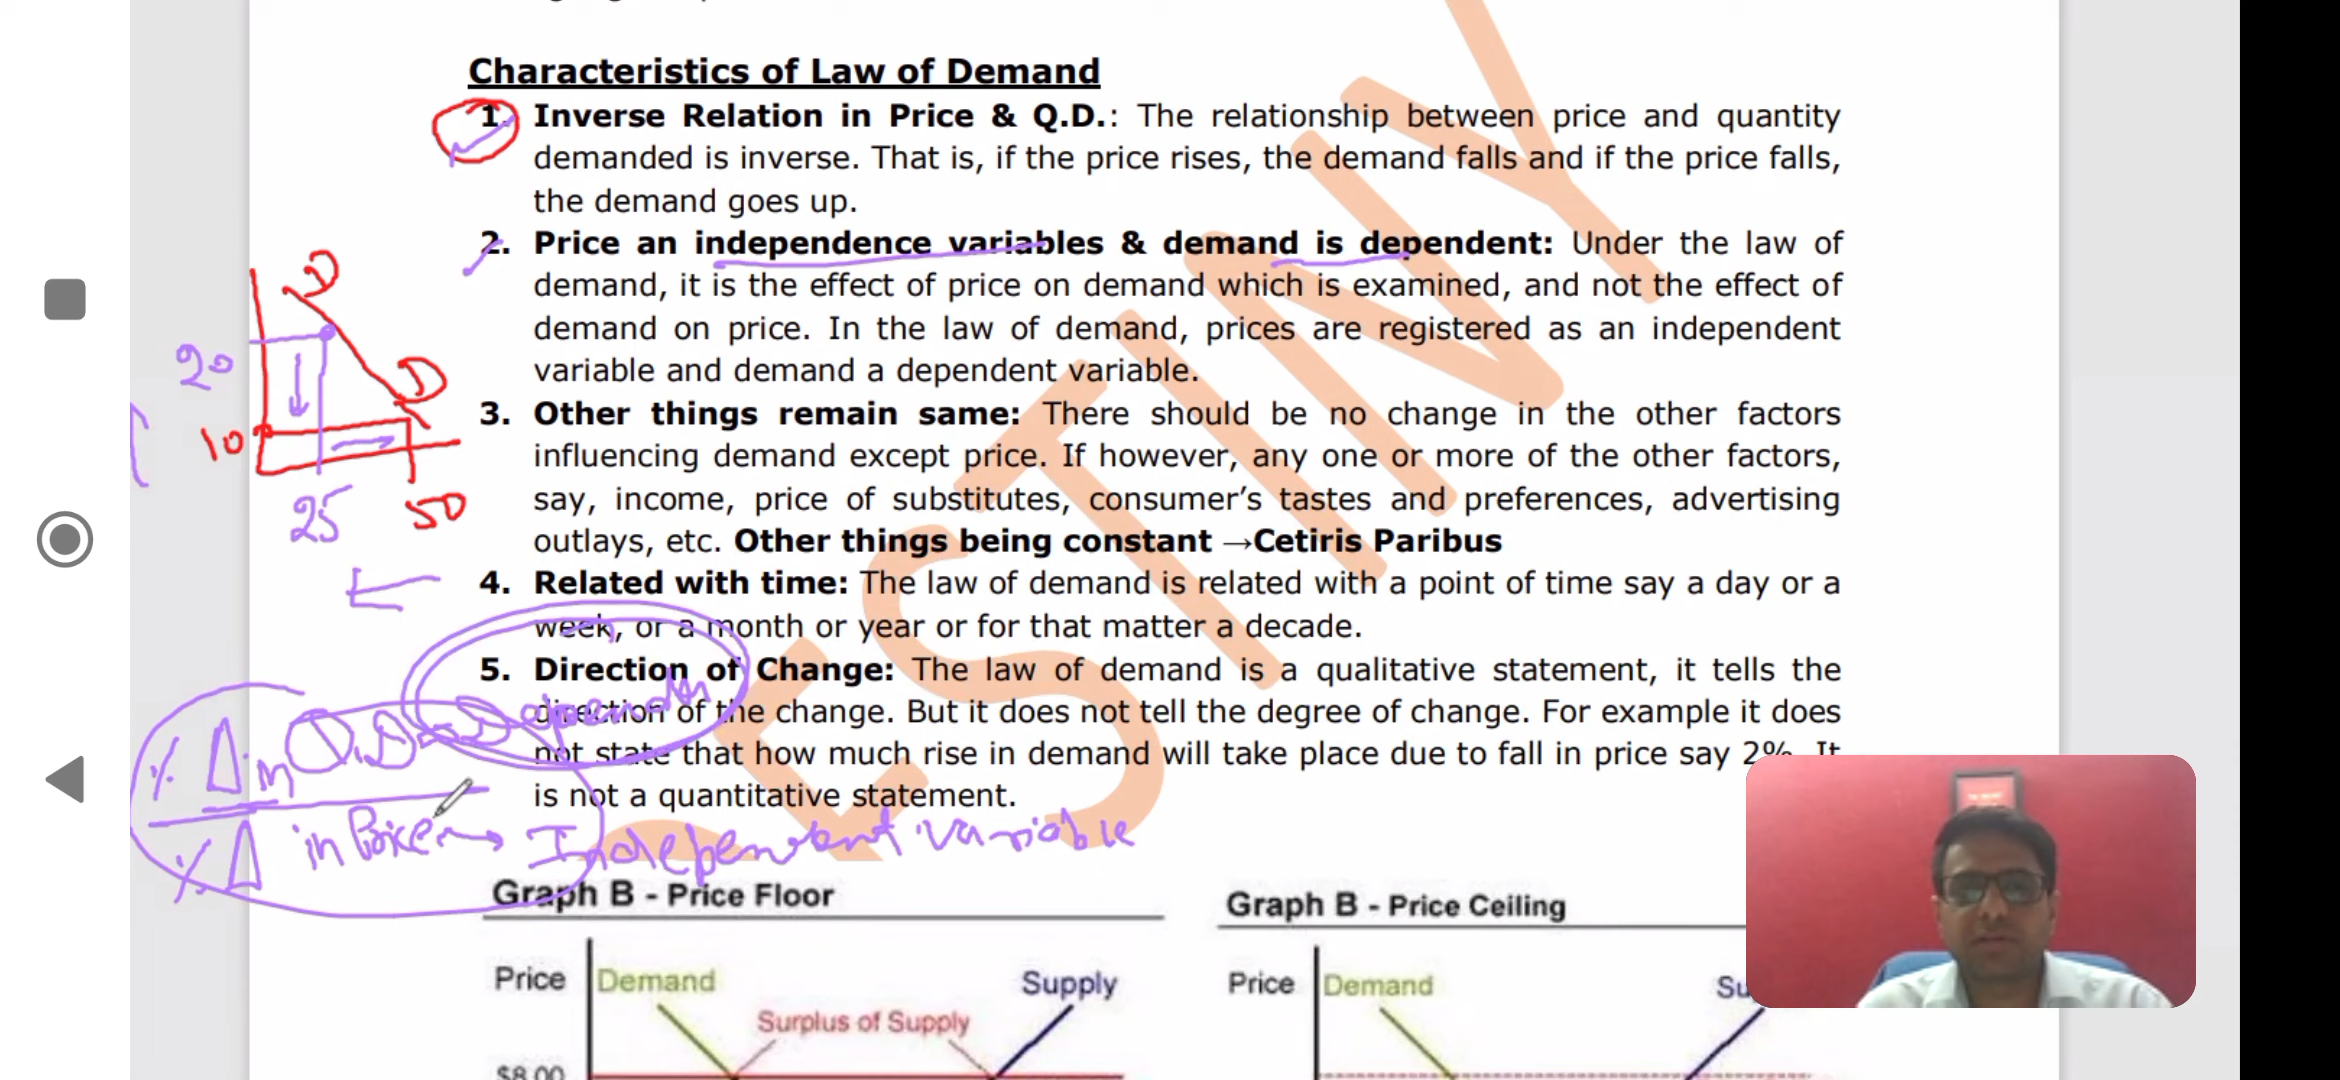 Characteristics of Law of Demand
1. Inverse Relation in Price & Q.D.: The relationship between price and quantity
demanded is inverse. That is, if the price rises, the demand falls and if the price falls,
the demand goes up.
2. Price an independence variables & demand is dependent: Under the law of
demand, it is the effect of price on demand which is examined, and not the effect of
demand on price. In the law of demand, prices are registered as an independent
variable and demand a dependent variable.
3. Other things remain same: There should be no change in the other factors
influencing demand except price. If however, any one or more of the other factors,
say, income, price of substitutes, consumer’s tastes and preferences, advertising
outlays, etc. Other things being constant →Cetiris Paribus
4. Related with time: The law of demand is related with a point of time say a day or a
week, or a month or year or for that matter a decade.
5. Direction of Change: The law of demand is a qualitative statement, it tells the
direction of the change. But it does not tell the degree of change. For example it does
not state that how much rise in demand will take place due to fall in price say 2%. It
is not a quantitative statement.
D
20
D
10
25
50
% Δ in Q.D
% Δ in Price → Independent variable
Graph B - Price Floor
Price
Demand
Supply
Surplus of Supply
$8.00
Graph B - Price Ceiling
Price
Demand
Su
ESTINY